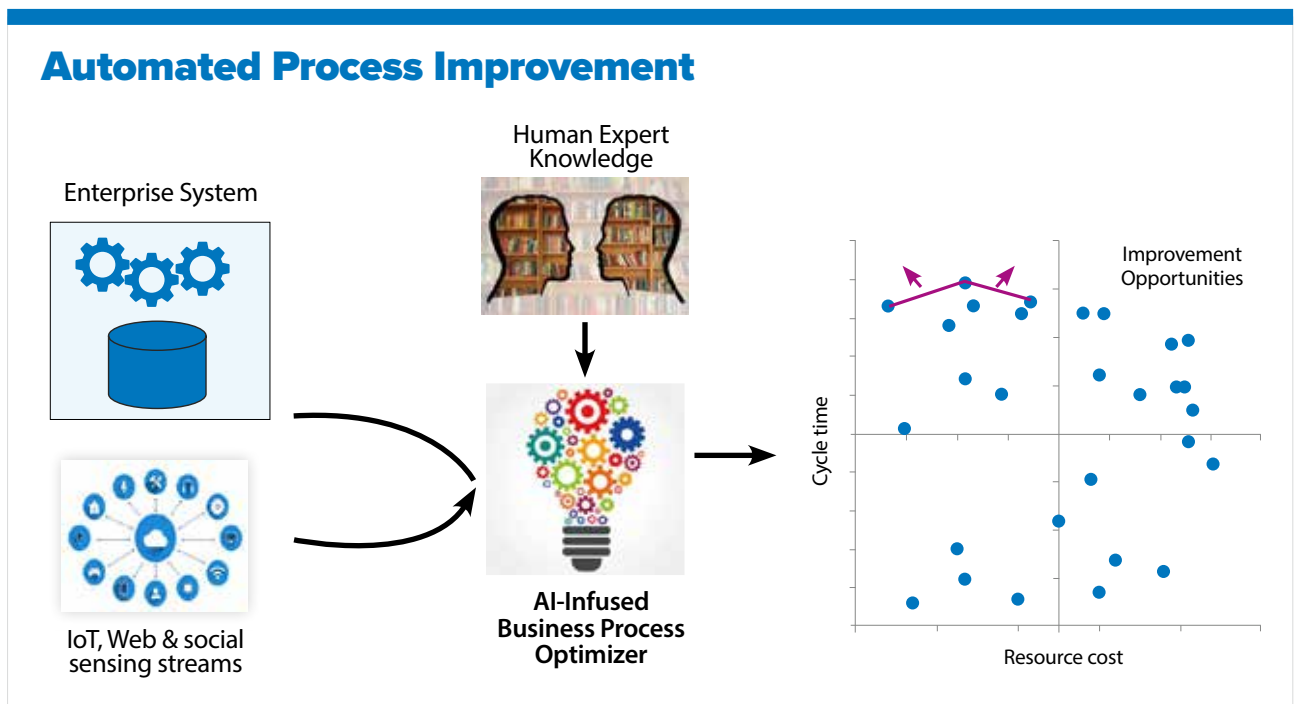 Automated Process Improvement
Enterprise System
Human Expert
Knowledge
IoT, Web & social
sensing streams
AI-Infused
Business Process
Optimizer
Improvement
Opportunities
Cycle time
Resource cost